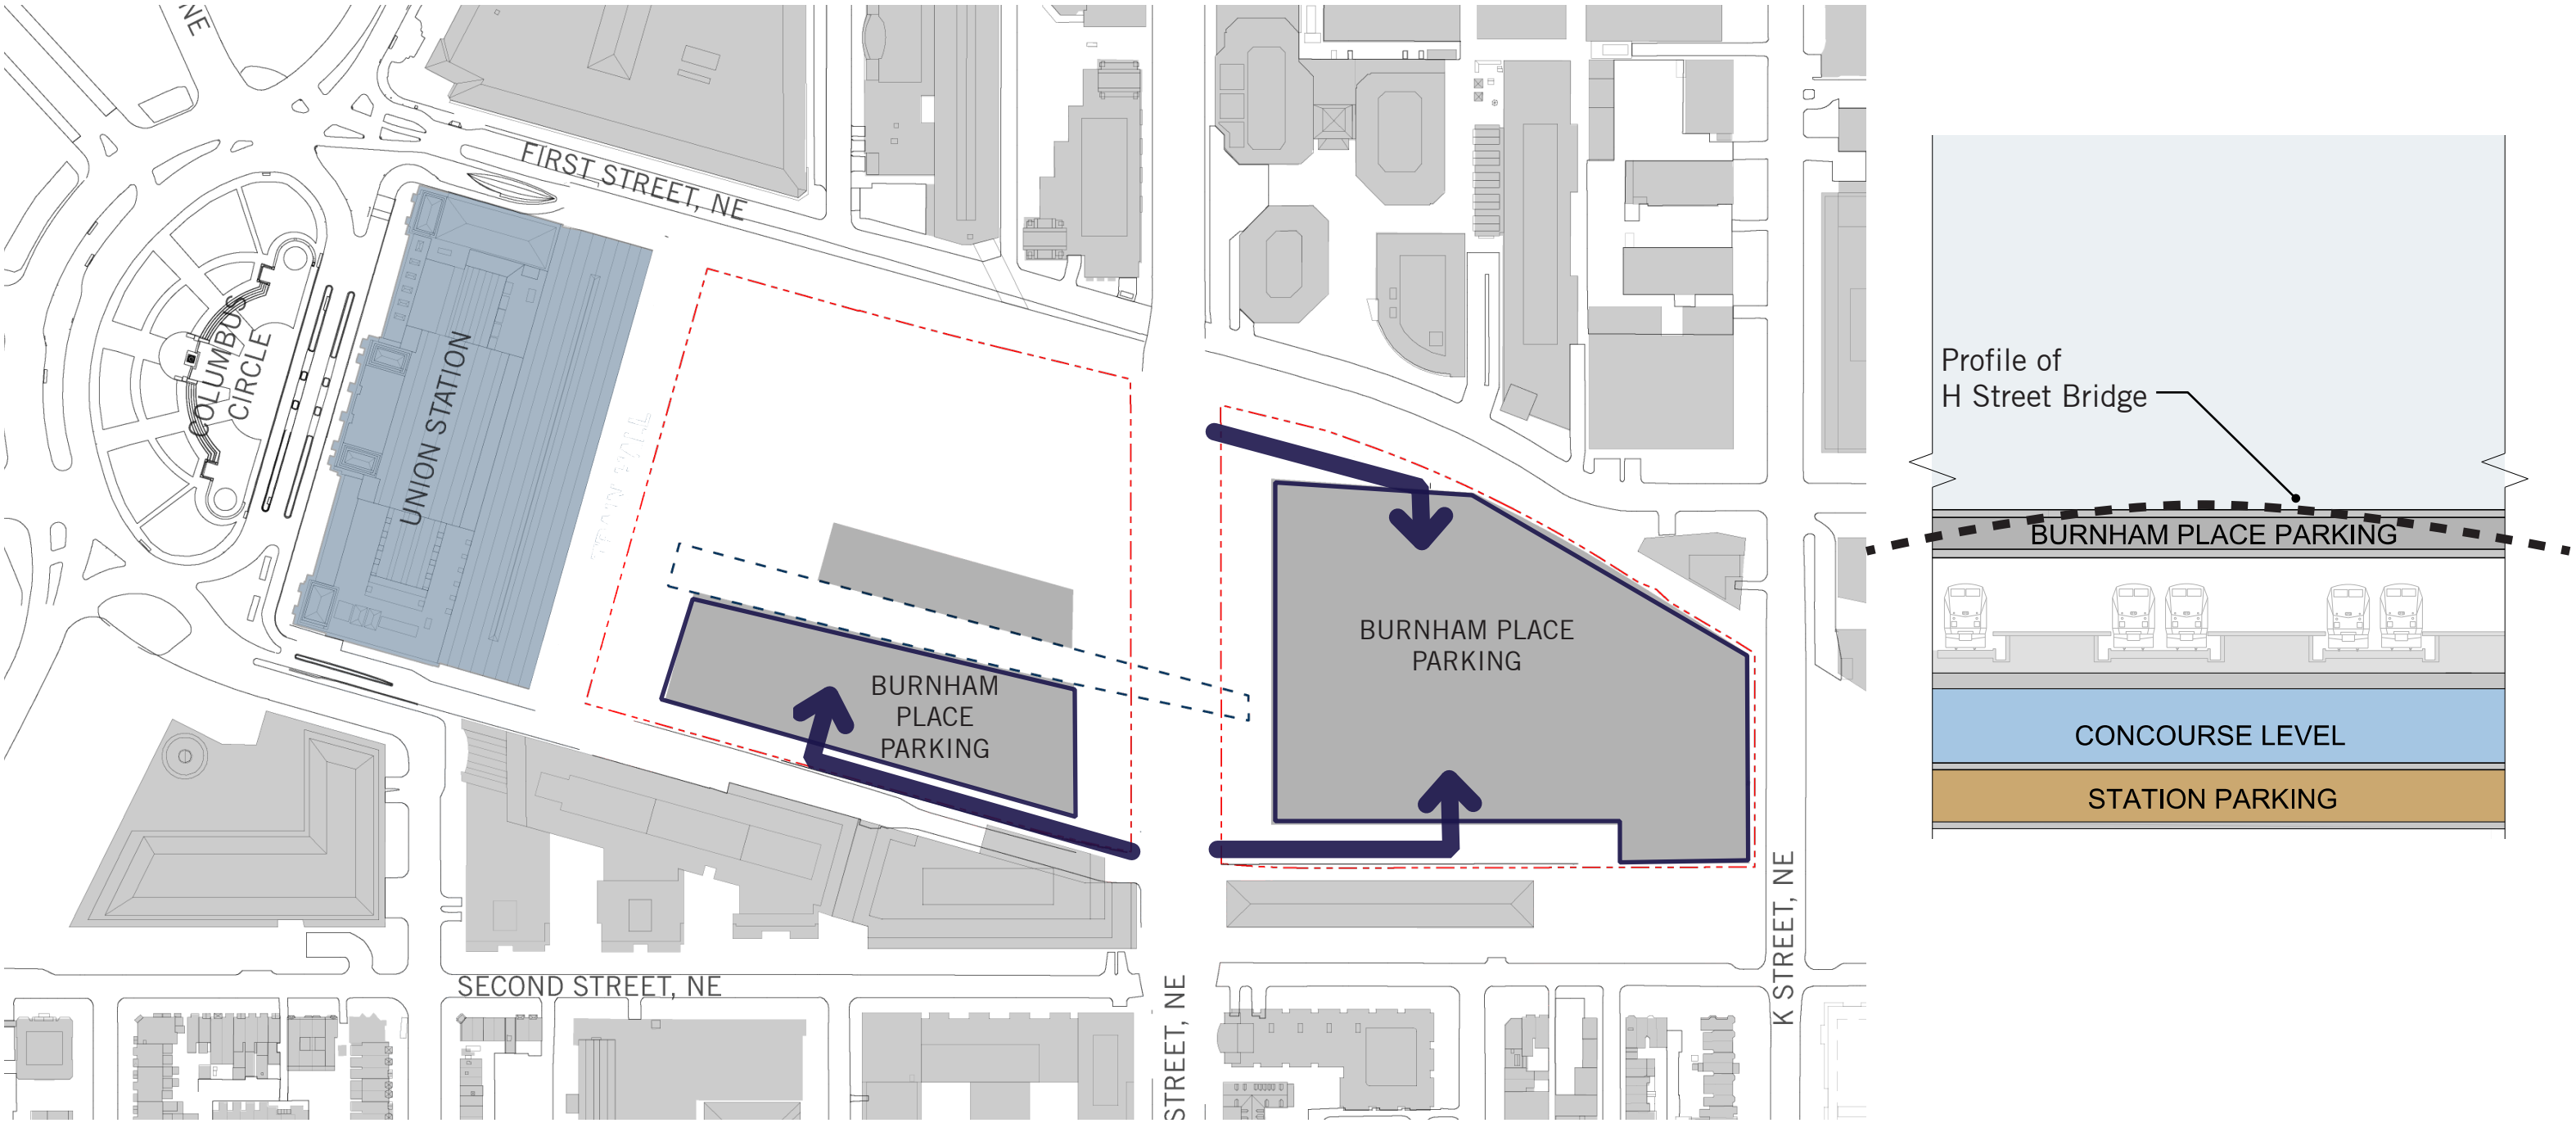 NE
FIRST STREET, NE
COLUMBUS
CIRCLE
UNION STATION
BURNHAM PLACE
PARKING
BURNHAM
PLACE
PARKING
SECOND STREET, NE
STREET, NE
K STREET, NE
Profile of
H Street Bridge
BURNHAM PLACE PARKING
CONCOURSE LEVEL
STATION PARKING